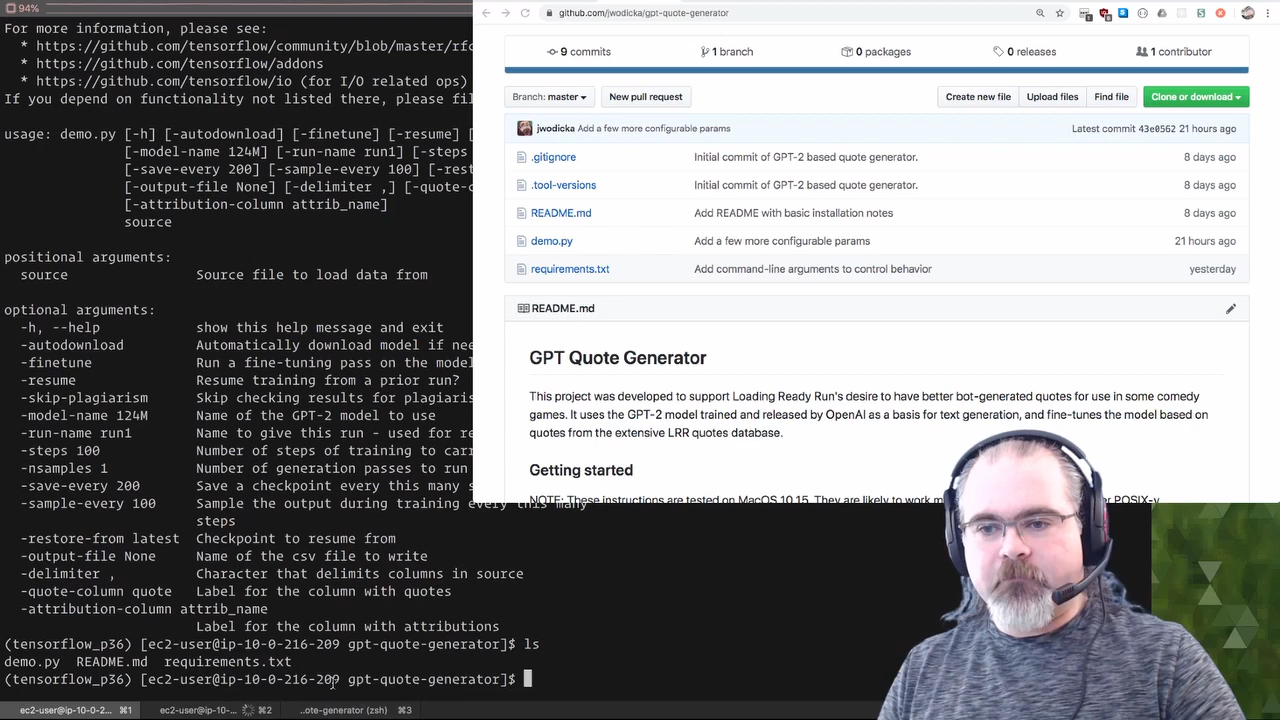 94%
For more information, please see:
* https://github.com/tensorflow/community/blob/master/rfc
* https://github.com/tensorflow/addons
* https://github.com/tensorflow/io (for I/O related ops)
If you depend on functionality not listed there, please fil
usage: demo.py [-h] [-autodownload] [-finetune] [-resume] [
[-model-name 124M] [-run-name run1] [-steps
[-save-every 200] [-sample-every 100] [-rest
[-output-file None] [-delimiter ,] [-quote-c
[-attribution-column attrib_name]
source
positional arguments:
source Source file to load data from
optional arguments:
-h, --help show this help message and exit
-autodownload Automatically download model if nee
-finetune Run a fine-tuning pass on the model
-resume Resume training from a prior run?
-skip-plagiarism Skip checking results for plagiaris
-model-name 124M Name of the GPT-2 model to use
-run-name run1 Name to give this run - used for re
-steps 100 Number of steps of training to carr
-nsamples 1 Number of generation passes to run
-save-every 200 Save a checkpoint every this many s
-sample-every 100 Sample the output during training every this many
steps
-restore-from latest Checkpoint to resume from
-output-file None Name of the csv file to write
-delimiter , Character that delimits columns in source
-quote-column quote Label for the column with quotes
-attribution-column attrib_name
Label for the column with attributions
(tensorflow_p36) [ec2-user@ip-10-0-216-209 gpt-quote-generator]$ ls
demo.py README.md requirements.txt
(tensorflow_p36) [ec2-user@ip-10-0-216-209 gpt-quote-generator]$
ec2-user@ip-10-0-2... ⌘1 ec2-user@ip-10-... ⌘2 ..ote-generator (zsh) ⌘3
github.com/jwodicka/gpt-quote-generator
9 commits 1 branch 0 packages 0 releases 1 contributor
Branch: master New pull request Create new file Upload files Find file Clone or download
jwodicka Add a few more configurable params Latest commit 43e0562 21 hours ago
.gitignore Initial commit of GPT-2 based quote generator. 8 days ago
.tool-versions Initial commit of GPT-2 based quote generator. 8 days ago
README.md Add README with basic installation notes 8 days ago
demo.py Add a few more configurable params 21 hours ago
requirements.txt Add command-line arguments to control behavior yesterday
README.md
GPT Quote Generator
This project was developed to support Loading Ready Run's desire to have better bot-generated quotes for use in some comedy
games. It uses the GPT-2 model trained and released by OpenAI as a basis for text generation, and fine-tunes the model based on
quotes from the extensive LRR quotes database.
Getting started
NOTE: These instructions are tested on MacOS 10.15. They are likely to work m er POSIX-y